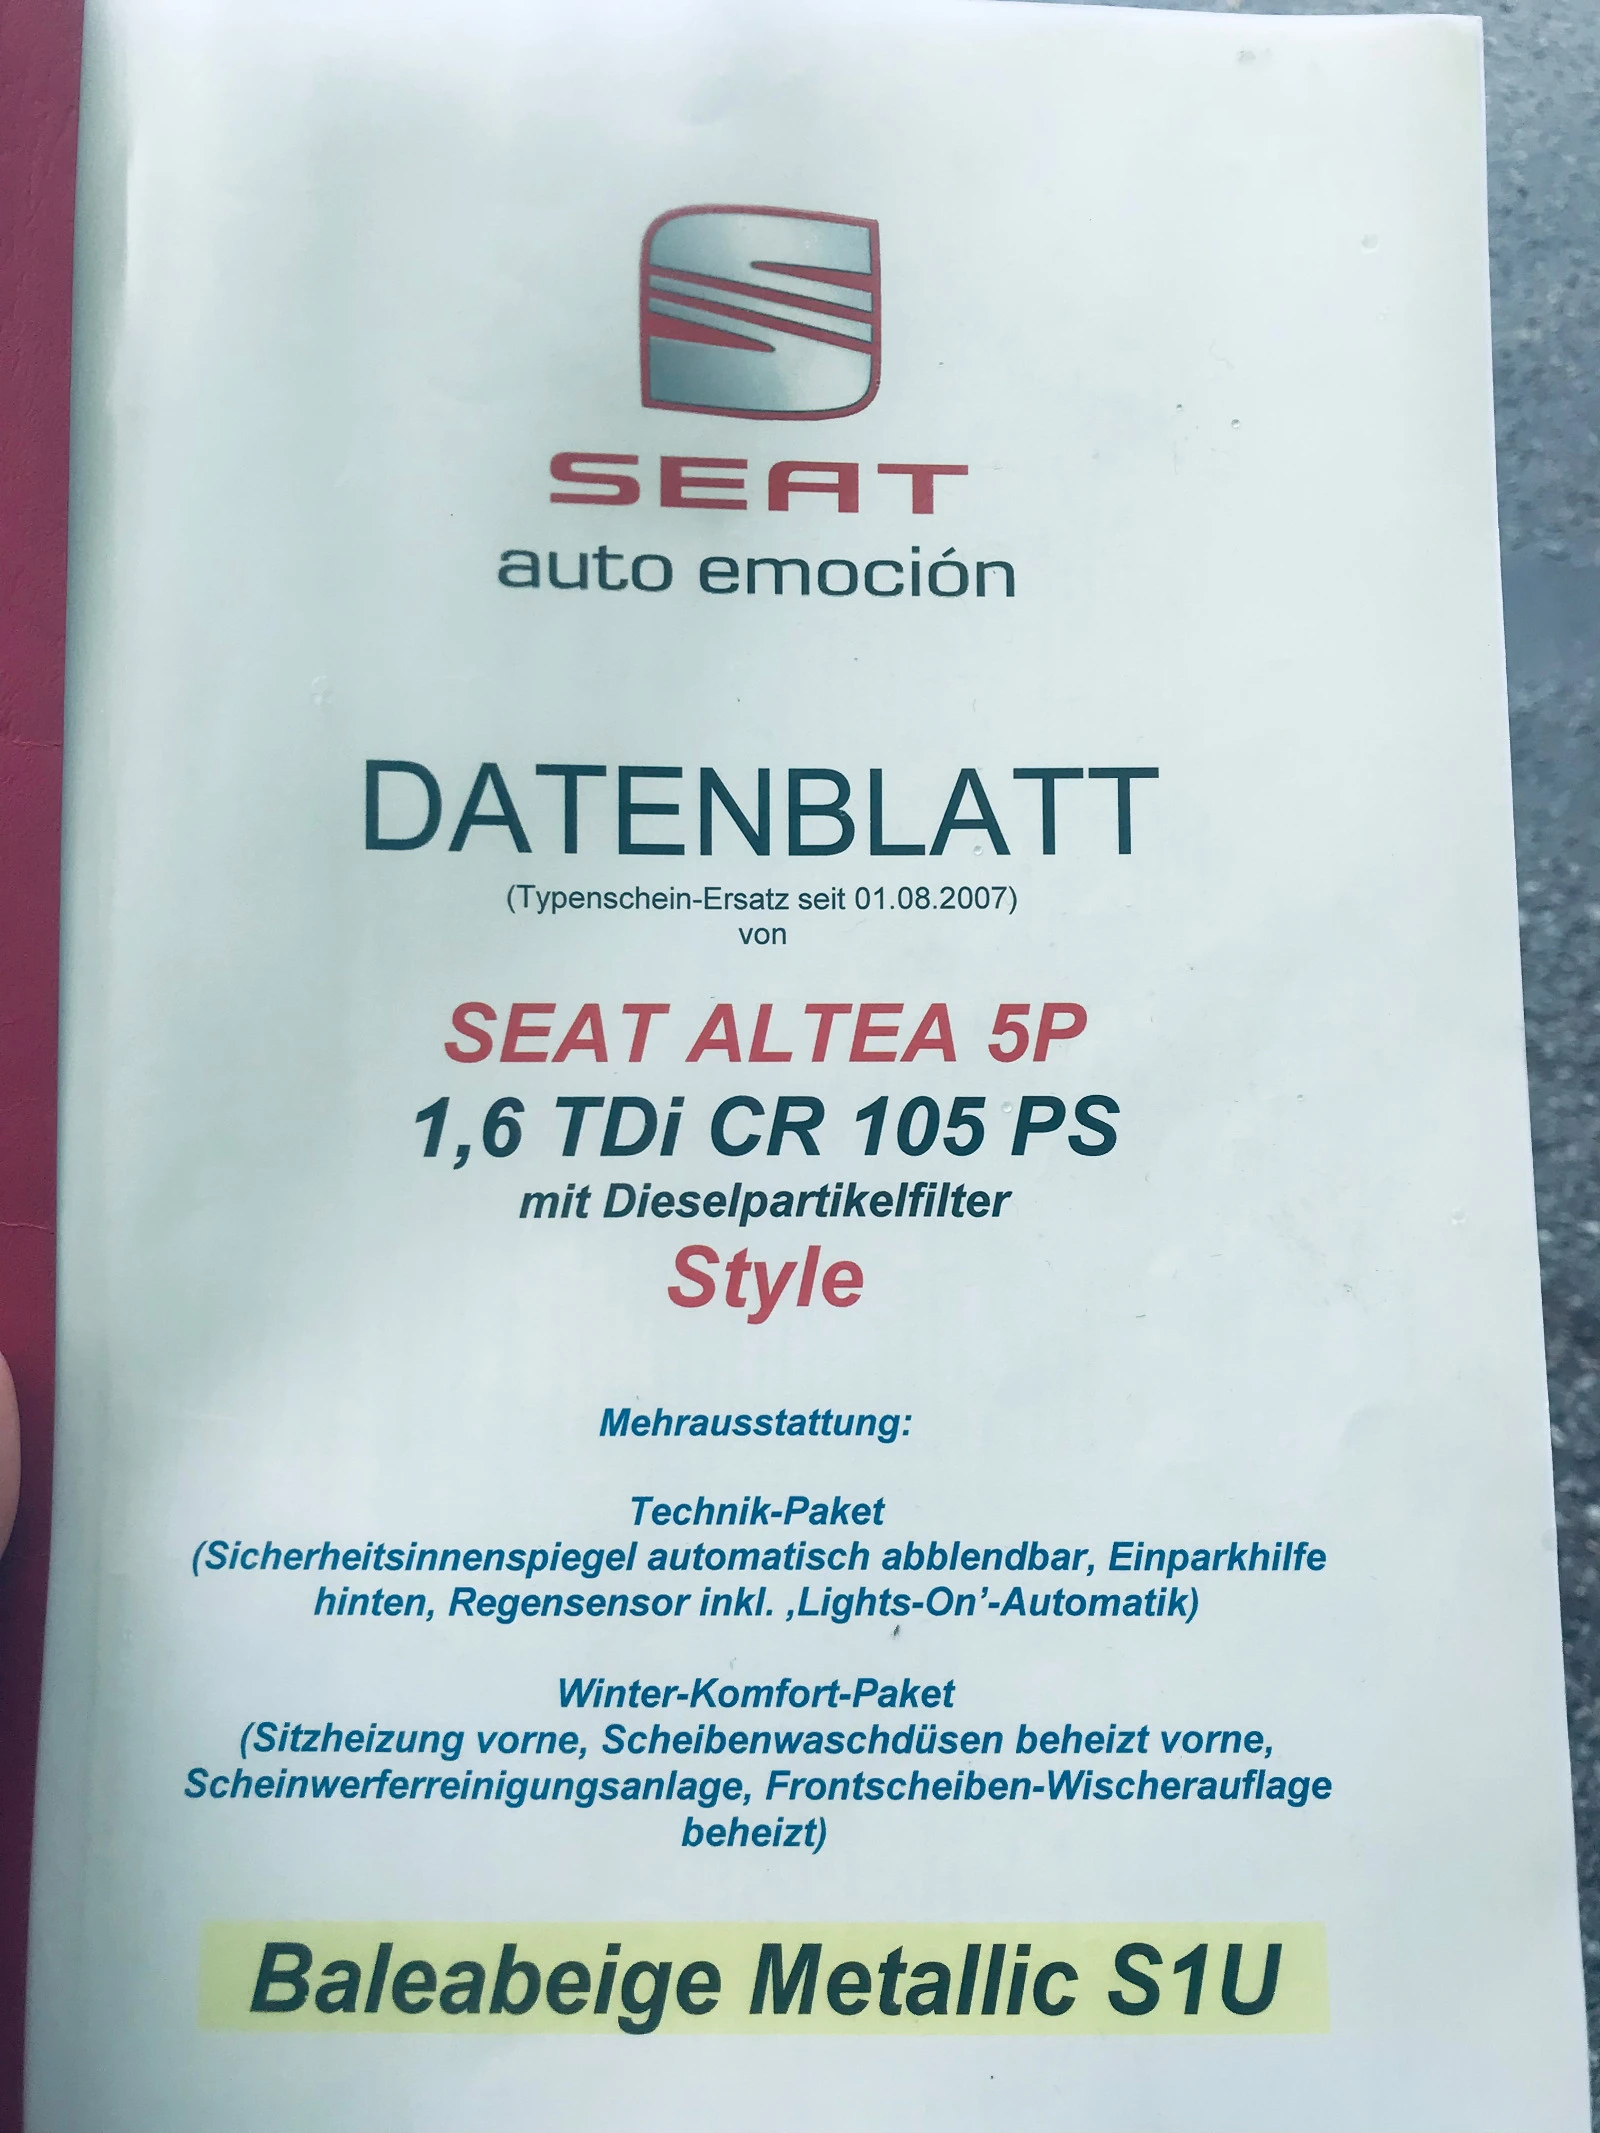 SEAT
auto emoción
DATENBLATT
(Typenschein-Ersatz seit 01.08.2007)
von
SEAT ALTEA 5P
1,6 TDi CR 105 PS
mit Dieselpartikelfilter
Style
Mehrausstattung:
Technik-Paket
(Sicherheitsinnenspiegel automatisch abblendbar, Einparkhilfe
hinten, Regensensor inkl. ‚Lights-On’-Automatik)
Winter-Komfort-Paket
(Sitzheizung vorne, Scheibenwaschdüsen beheizt vorne,
Scheinwerferreinigungsanlage, Frontscheiben-Wischerauflage
beheizt)
Baleabeige Metallic S1U